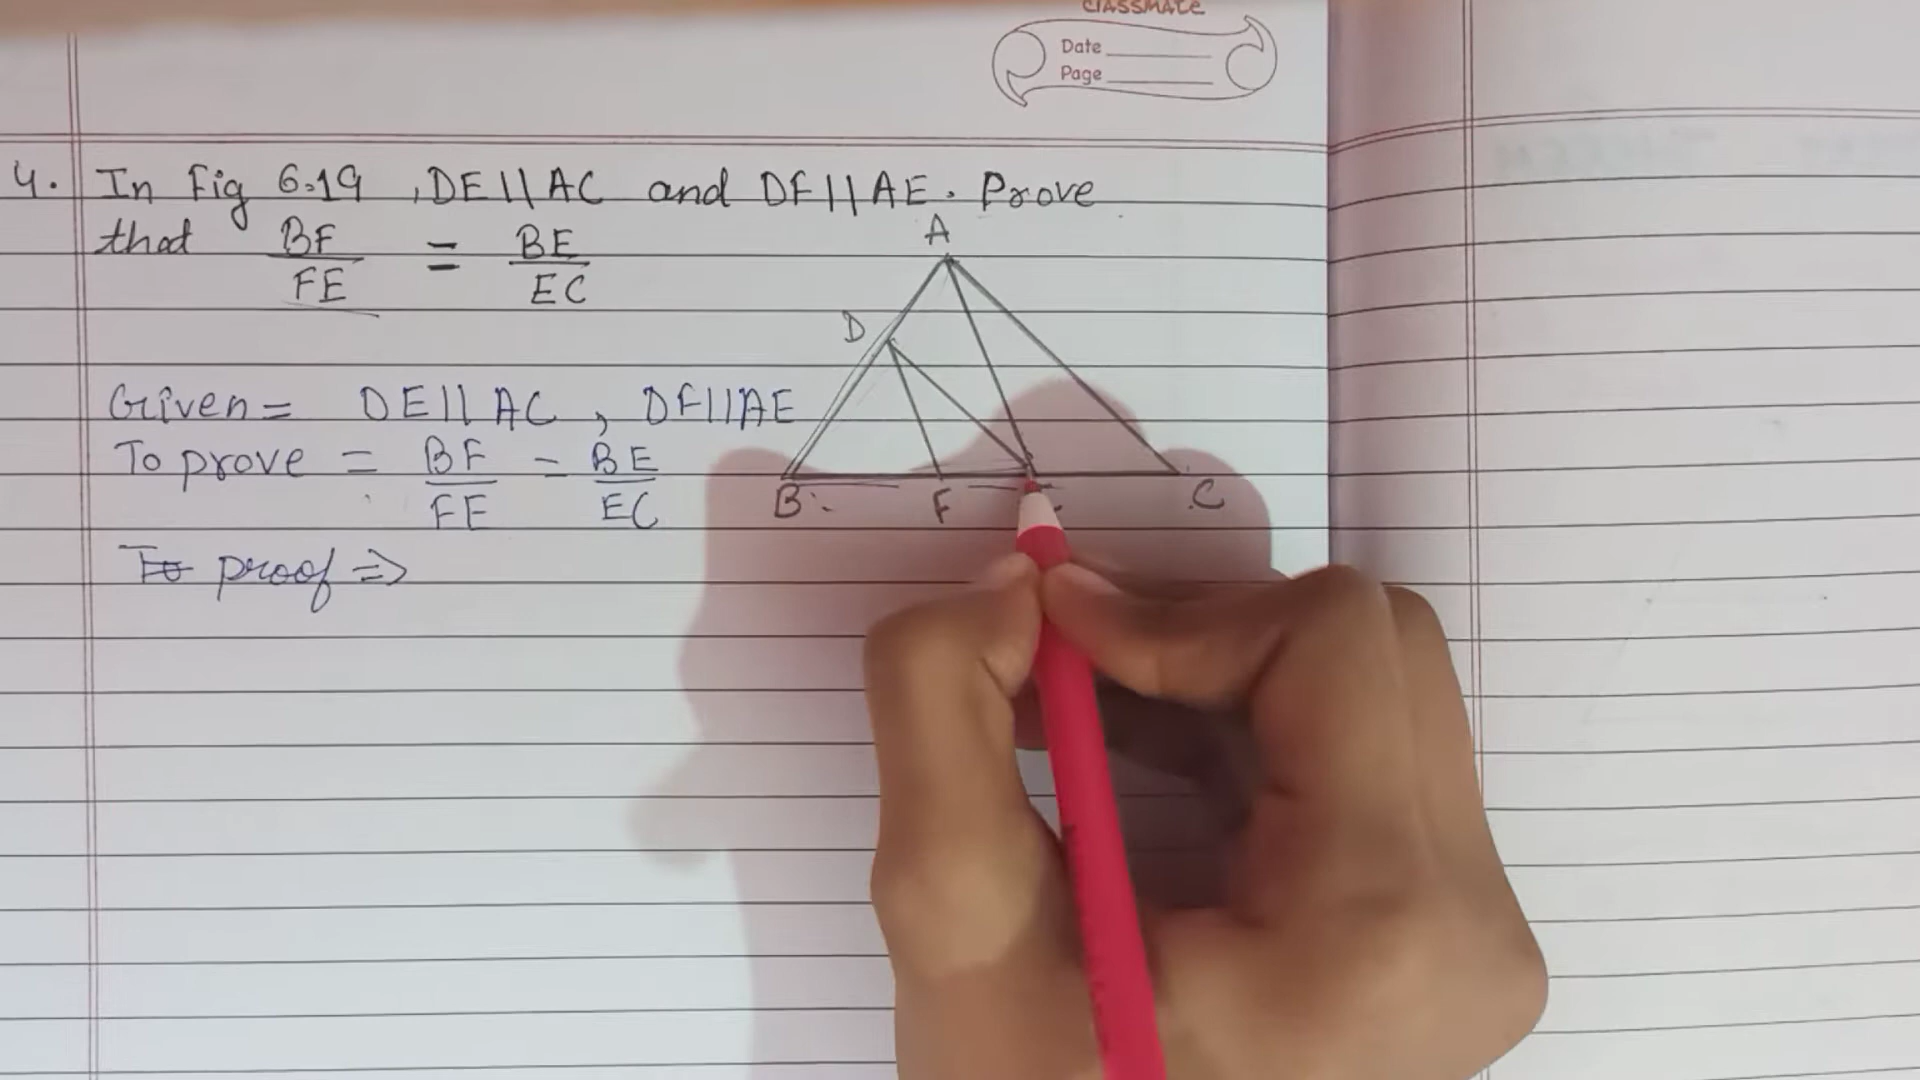 classmate
Date
Page
4. In Fig 6.19 , DE||AC and DF||AE. Prove
that BF/FE = BE/EC
A
D
B F C
Given = DE||AC , DF||AE
To prove = BF/FE - BE/EC
To proof =>